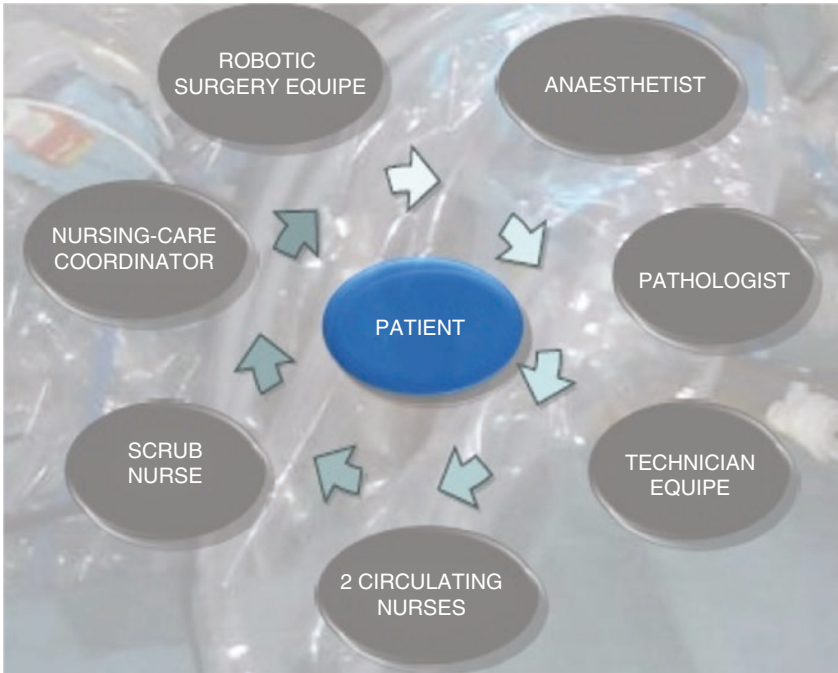 ROBOTIC
SURGERY EQUIPE
ANAESTHETIST
NURSING-CARE
COORDINATOR
PATHOLOGIST
PATIENT
SCRUB
NURSE
TECHNICIAN
EQUIPE
2 CIRCULATING
NURSES